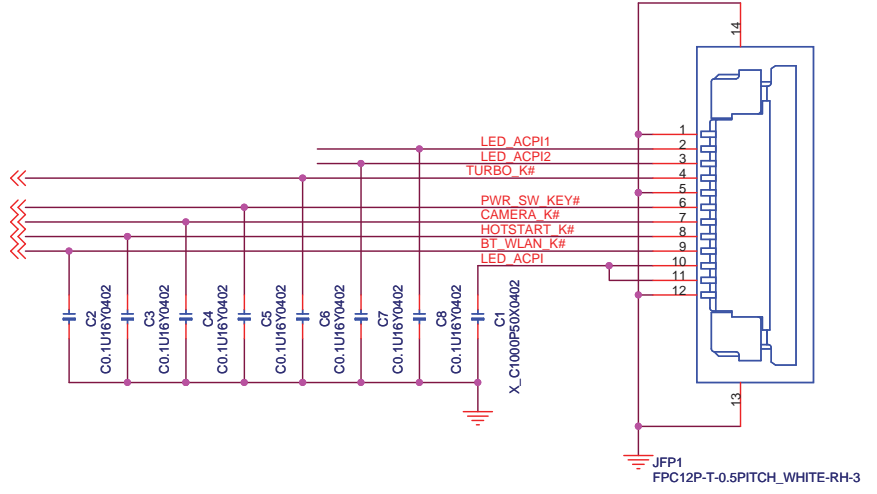 14
1
LED_ACPI1
2
LED_ACPI2
3
TURBO_K#
4
5
PWR_SW_KEY#
6
CAMERA_K#
7
HOTSTART_K#
8
BT_WLAN_K#
9
LED_ACPI
10
11
12
C2
C0.1U16Y0402
C3
C0.1U16Y0402
C4
C0.1U16Y0402
C5
C0.1U16Y0402
C6
C0.1U16Y0402
C7
C0.1U16Y0402
C8
C0.1U16Y0402
C1
X_C1000P50X0402
13
JFP1
FPC12P-T-0.5PITCH_WHITE-RH-3